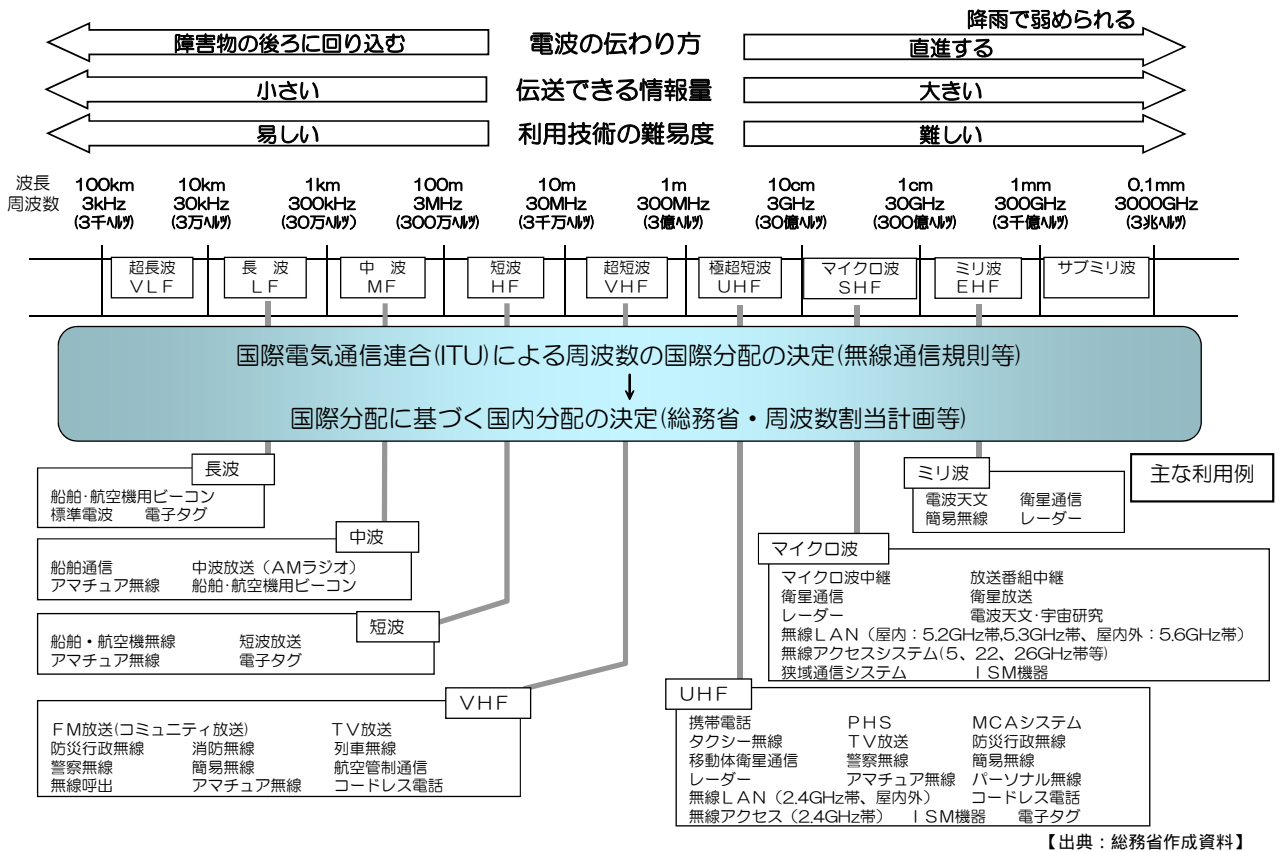 降雨で弱められる
障害物の後ろに回り込む 電波の伝わり方 直進する
小さい 伝送できる情報量 大きい
易しい 利用技術の難易度 難しい
波長 100km 10km 1km 100m 10m 1m 10cm 1cm 1mm 0.1mm
周波数 3kHz 30kHz 300kHz 3MHz 30MHz 300MHz 3GHz 30GHz 300GHz 3000GHz
(3千ヘルツ) (3万ヘルツ) (30万ヘルツ) (300万ヘルツ) (3千万ヘルツ) (3億ヘルツ) (30億ヘルツ) (300億ヘルツ) (3千億ヘルツ) (3兆ヘルツ)
超長波 長 波 中 波 短波 超短波 極超短波 マイクロ波 ミリ波 サブミリ波
VLF LF MF HF VHF UHF SHF EHF
国際電気通信連合(ITU)による周波数の国際分配の決定(無線通信規則等)
↓
国際分配に基づく国内分配の決定(総務省・周波数割当計画等)
主な利用例
長波
船舶・航空機用ビーコン
標準電波 電子タグ
中波
船舶通信 中波放送(AMラジオ)
アマチュア無線 船舶・航空機用ビーコン
短波
船舶・航空機無線 短波放送
アマチュア無線 電子タグ
VHF
FM放送(コミュニティ放送) TV放送
防災行政無線 消防無線 列車無線
警察無線 簡易無線 航空管制通信
無線呼出 アマチュア無線 コードレス電話
ミリ波
電波天文 衛星通信
簡易無線 レーダー
マイクロ波
マイクロ波中継 放送番組中継
衛星通信 衛星放送
レーダー 電波天文・宇宙研究
無線LAN(屋内:5.2GHz帯,5.3GHz帯、屋内外:5.6GHz帯)
無線アクセスシステム(5、22、26GHz帯等)
狭域通信システム ISM機器
UHF
携帯電話 PHS MCAシステム
タクシー無線 TV放送 防災行政無線
移動体衛星通信 警察無線 簡易無線
レーダー アマチュア無線 パーソナル無線
無線LAN(2.4GHz帯、屋内外) コードレス電話
無線アクセス(2.4GHz帯) ISM機器 電子タグ
【出典:総務省作成資料】